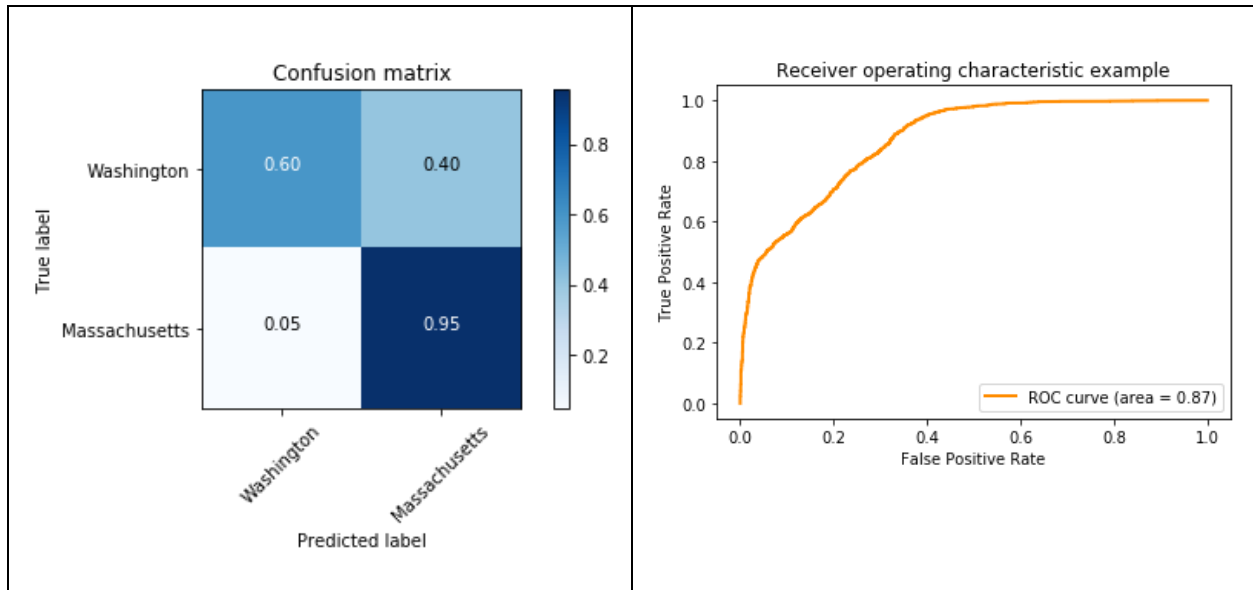 Confusion matrix
Washington
Massachusetts
True label
0.60
0.40
0.05
0.95
Washington
Massachusetts
Predicted label
0.8
0.6
0.4
0.2
Receiver operating characteristic example
True Positive Rate
1.0
0.8
0.6
0.4
0.2
0.0
0.0
0.2
0.4
0.6
0.8
1.0
False Positive Rate
ROC curve (area = 0.87)